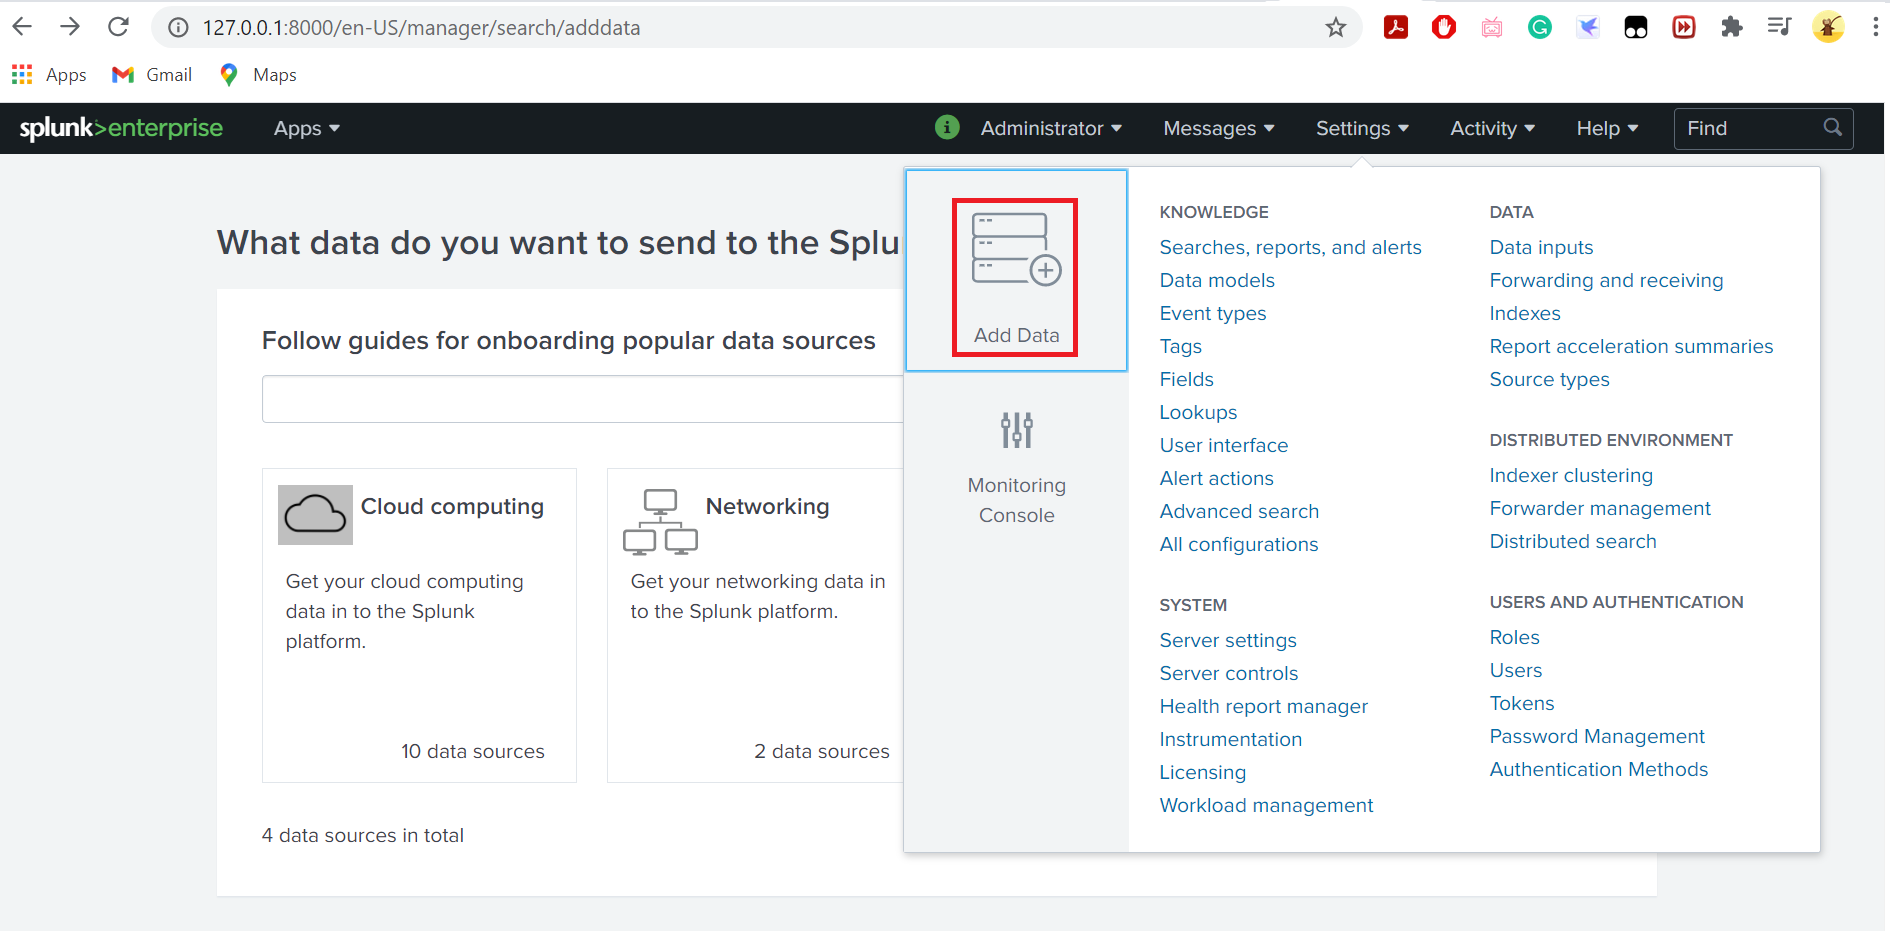 127.0.0.1:8000/en-US/manager/search/adddata
Apps Gmail Maps
splunk>enterprise Apps Administrator Messages Settings Activity Help Find
What data do you want to send to the Splu
Follow guides for onboarding popular data sources
Cloud computing
Get your cloud computing
data in to the Splunk
platform.
10 data sources
Networking
Get your networking data in
to the Splunk platform.
2 data sources
4 data sources in total
Add Data
Monitoring
Console
KNOWLEDGE
Searches, reports, and alerts
Data models
Event types
Tags
Fields
Lookups
User interface
Alert actions
Advanced search
All configurations
SYSTEM
Server settings
Server controls
Health report manager
Instrumentation
Licensing
Workload management
DATA
Data inputs
Forwarding and receiving
Indexes
Report acceleration summaries
Source types
DISTRIBUTED ENVIRONMENT
Indexer clustering
Forwarder management
Distributed search
USERS AND AUTHENTICATION
Roles
Users
Tokens
Password Management
Authentication Methods